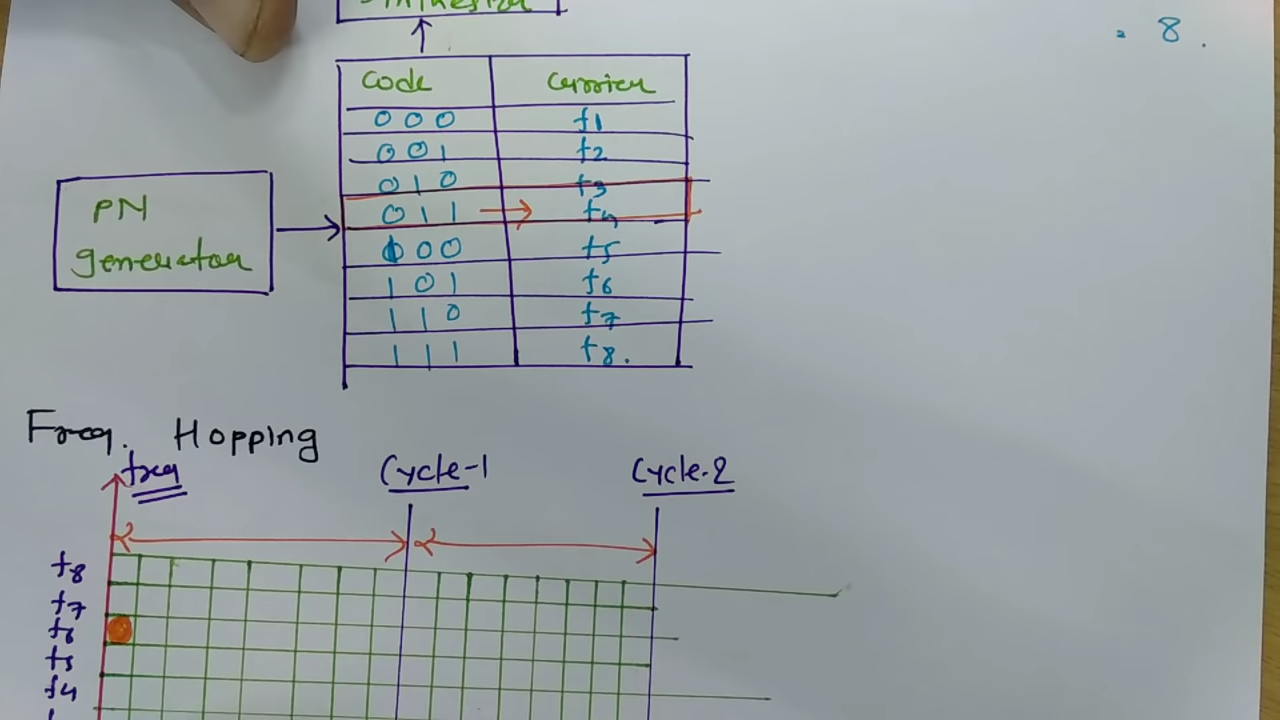 = 8.
Code Carrier
000 f1
001 f2
010 f3
011 → f4
100 f5
101 f6
110 f7
111 f8.
PN
generator
Freq. Hopping
freq Cycle-1 Cycle-2
f8
f7
f6
f5
f4